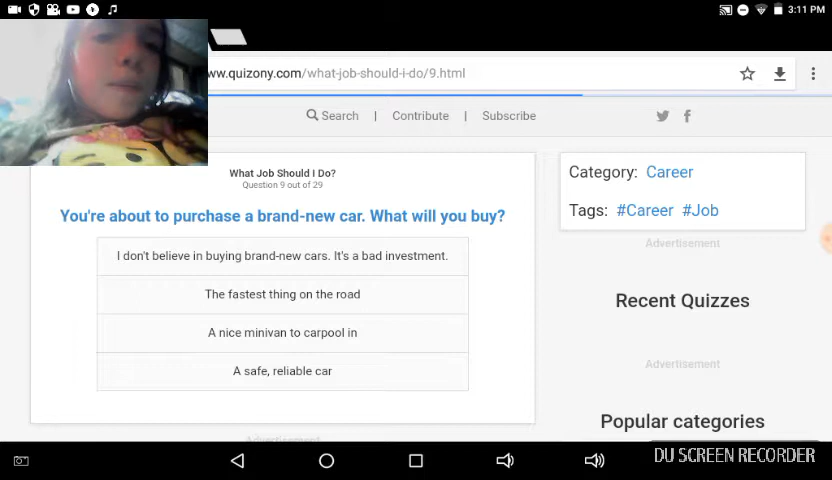 3:11 PM
ww.quizony.com/what-job-should-i-do/9.html
Search | Contribute | Subscribe
What Job Should I Do?
Question 9 out of 29
You're about to purchase a brand-new car. What will you buy?
I don't believe in buying brand-new cars. It's a bad investment.
The fastest thing on the road
A nice minivan to carpool in
A safe, reliable car
Advertisement
Category: Career
Tags: #Career #Job
Advertisement
Recent Quizzes
Advertisement
Popular categories
DU SCREEN RECORDER